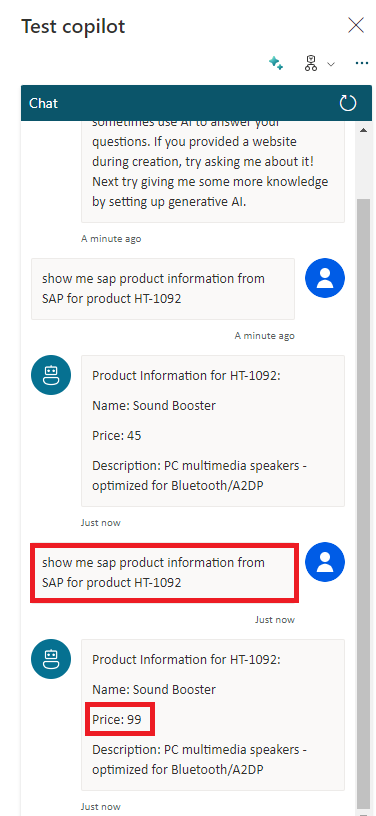 Test copilot
Chat
sometimes use AI to answer your
questions. If you provided a website
during creation, try asking me about it!
Next try giving me some more knowledge
by setting up generative AI.
A minute ago
show me sap product information from
SAP for product HT-1092
A minute ago
Product Information for HT-1092:
Name: Sound Booster
Price: 45
Description: PC multimedia speakers -
optimized for Bluetooth/A2DP
Just now
show me sap product information from
SAP for product HT-1092
Just now
Product Information for HT-1092:
Name: Sound Booster
Price: 99
Description: PC multimedia speakers -
optimized for Bluetooth/A2DP
Just now